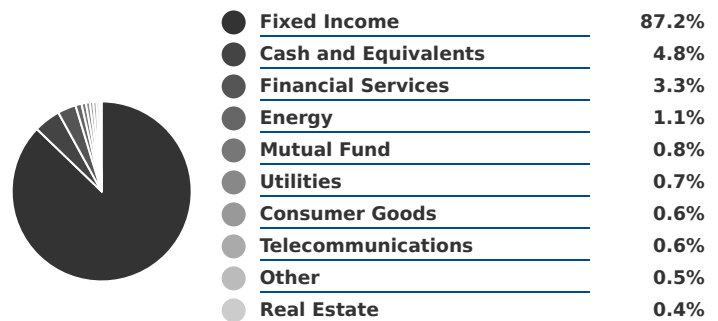 Fixed Income 87.2%
Cash and Equivalents 4.8%
Financial Services 3.3%
Energy 1.1%
Mutual Fund 0.8%
Utilities 0.7%
Consumer Goods 0.6%
Telecommunications 0.6%
Other 0.5%
Real Estate 0.4%